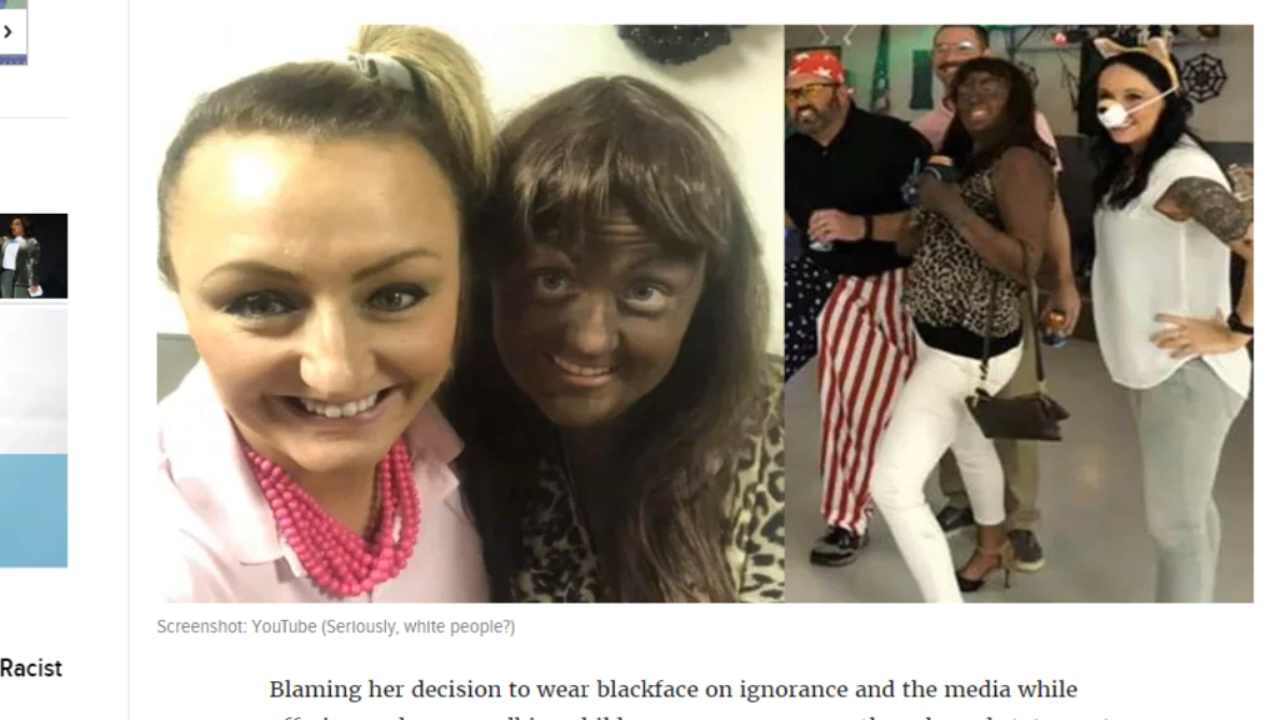 Screenshot: YouTube (Seriously, white people?)
Racist
Blaming her decision to wear blackface on ignorance and the media while